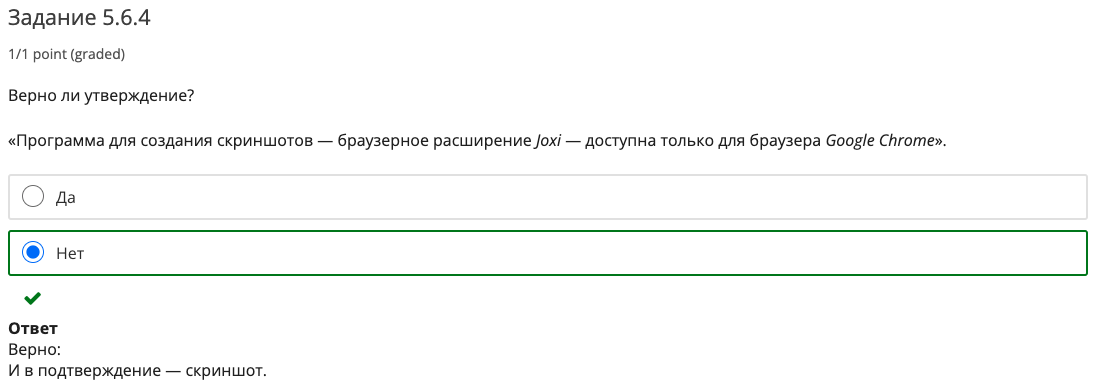 Задание 5.6.4
1/1 point (graded)
Верно ли утверждение?
«Программа для создания скриншотов — браузерное расширение Joxi — доступна только для браузера Google Chrome».
Да
Нет
Ответ
Верно:
И в подтверждение — скриншот.